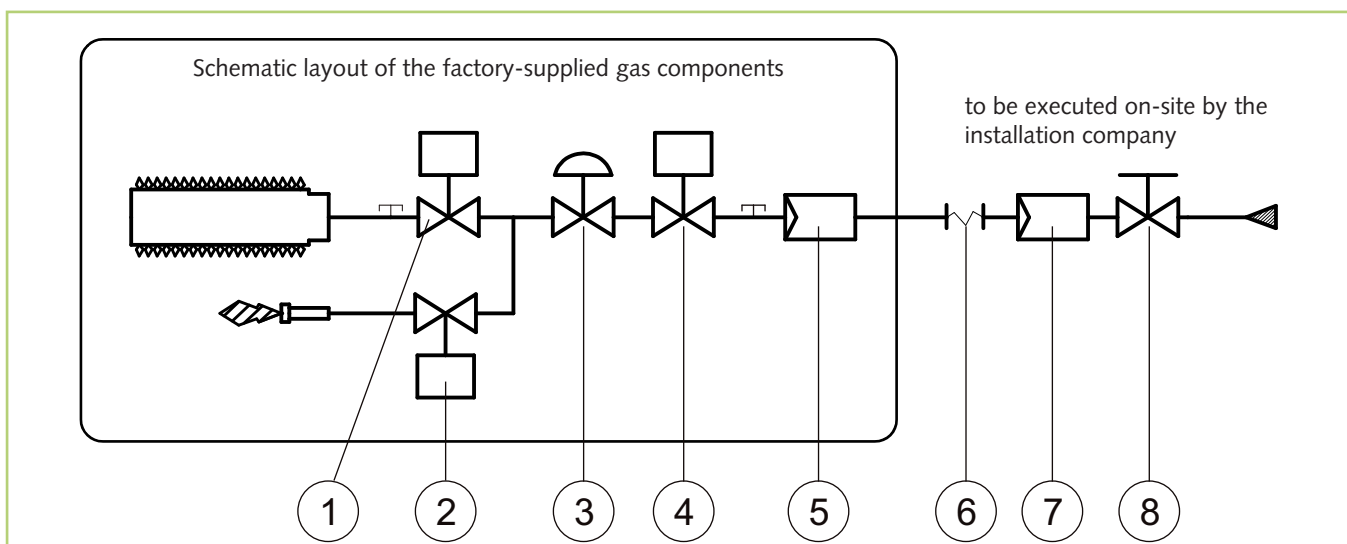 Schematic layout of the factory-supplied gas components
to be executed on-site by the
installation company
1 2 3 4 5 6 7 8